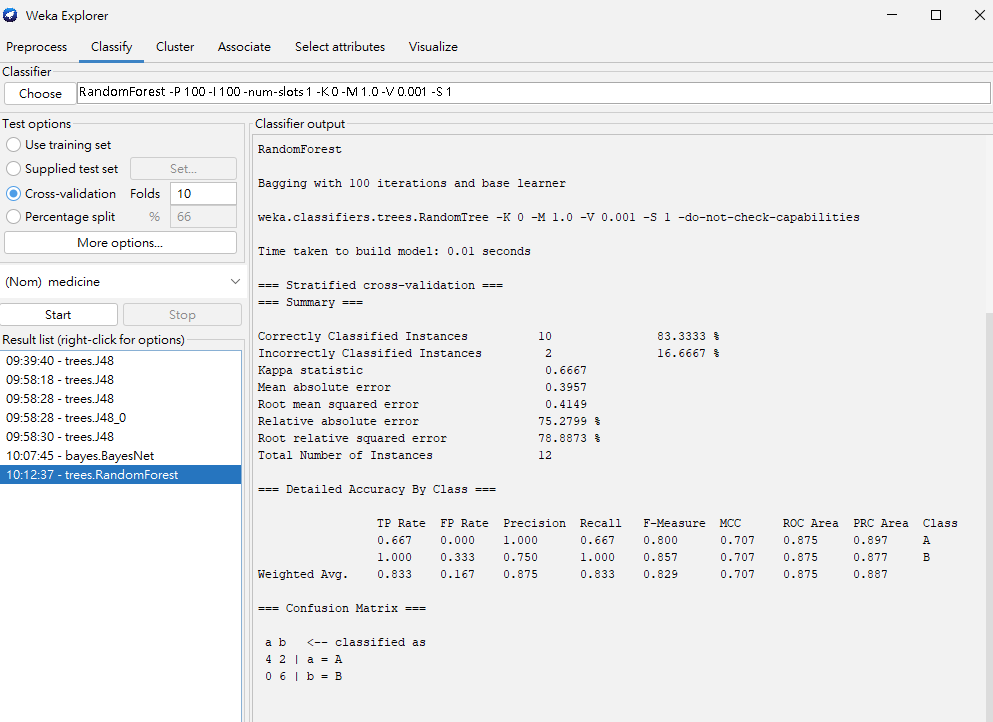 Weka Explorer
Preprocess Classify Cluster Associate Select attributes Visualize
Classifier
Choose RandomForest -P 100 -I 100 -num-slots 1 -K 0 -M 1.0 -V 0.001 -S 1
Test options
Use training set
Supplied test set Set...
Cross-validation Folds 10
Percentage split % 66
More options...
(Nom) medicine
Start Stop
Result list (right-click for options)
09:39:40 - trees.J48
09:58:18 - trees.J48
09:58:28 - trees.J48
09:58:28 - trees.J48_0
09:58:30 - trees.J48
10:07:45 - bayes.BayesNet
10:12:37 - trees.RandomForest
Classifier output
RandomForest
Bagging with 100 iterations and base learner
weka.classifiers.trees.RandomTree -K 0 -M 1.0 -V 0.001 -S 1 -do-not-check-capabilities
Time taken to build model: 0.01 seconds
=== Stratified cross-validation ===
=== Summary ===
Correctly Classified Instances 10 83.3333 %
Incorrectly Classified Instances 2 16.6667 %
Kappa statistic 0.6667
Mean absolute error 0.3957
Root mean squared error 0.4149
Relative absolute error 75.2799 %
Root relative squared error 78.8873 %
Total Number of Instances 12
=== Detailed Accuracy By Class ===
TP Rate FP Rate Precision Recall F-Measure MCC ROC Area PRC Area Class
0.667 0.000 1.000 0.667 0.800 0.707 0.875 0.897 A
1.000 0.333 0.750 1.000 0.857 0.707 0.875 0.877 B
Weighted Avg. 0.833 0.167 0.875 0.833 0.829 0.707 0.875 0.887
=== Confusion Matrix ===
a b <-- classified as
4 2 | a = A
0 6 | b = B